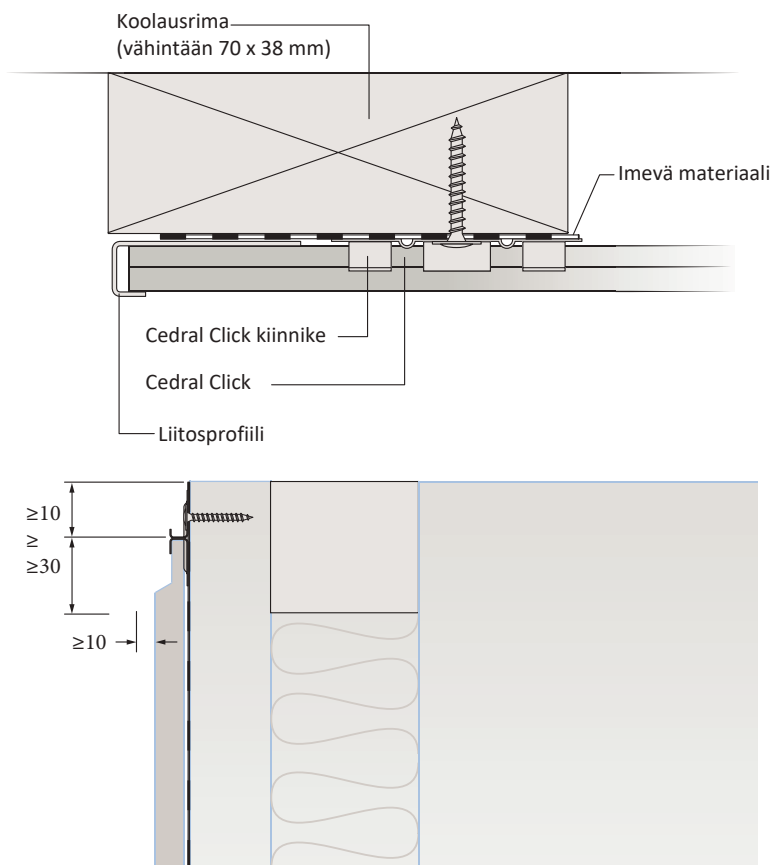 Koolausrima
(vähintään 70 x 38 mm)
Imevä materiaali
Cedral Click kiinnike
Cedral Click
Liitosprofiili
≥10
≥
≥30
≥10